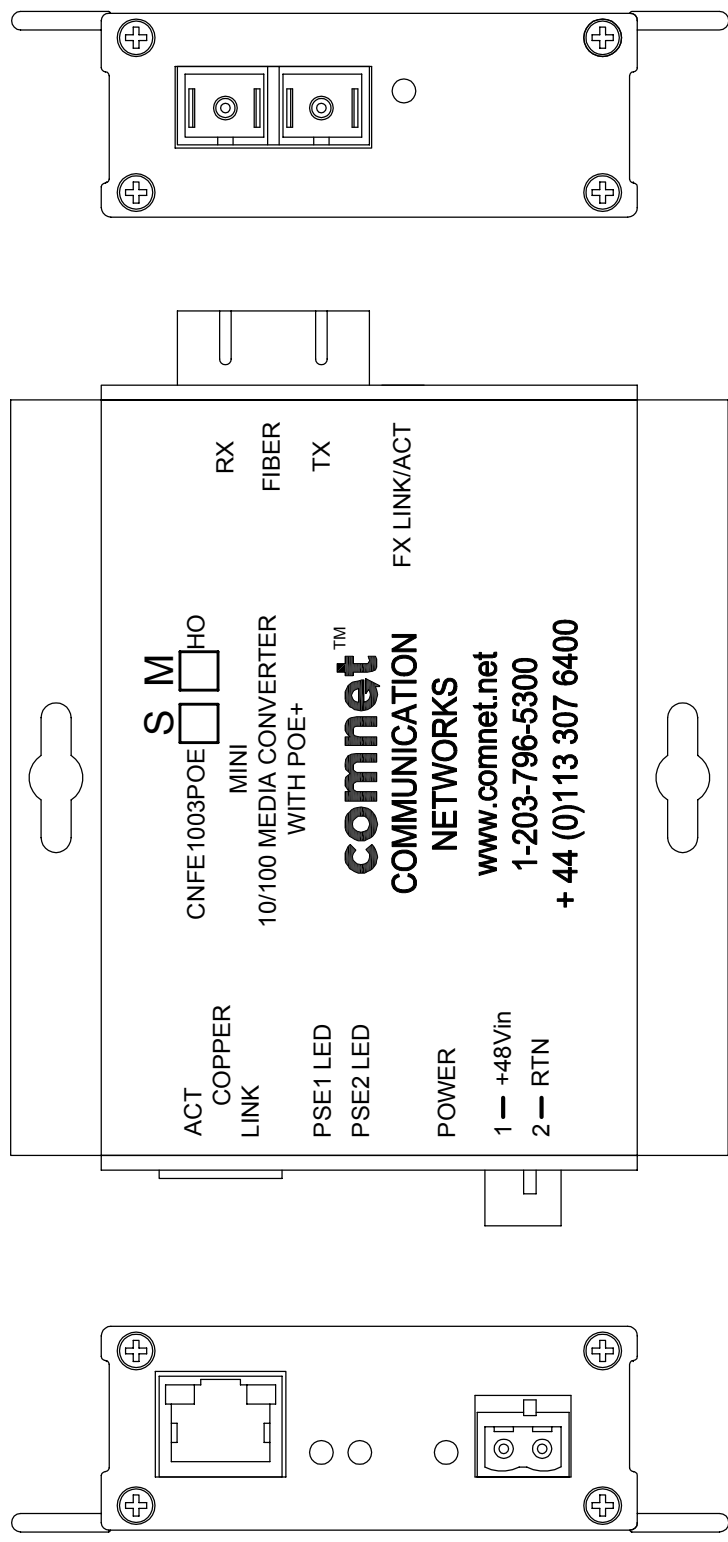 ACT
COPPER
LINK
PSE1 LED
PSE2 LED
POWER
1 — +48Vin
2 — RTN
S M
CNFE1003POE HO
MINI
10/100 MEDIA CONVERTER
WITH POE+
comnet™
COMMUNICATION
NETWORKS
www.comnet.net
1-203-796-5300
+ 44 (0)113 307 6400
RX
FIBER
TX
FX LINK/ACT